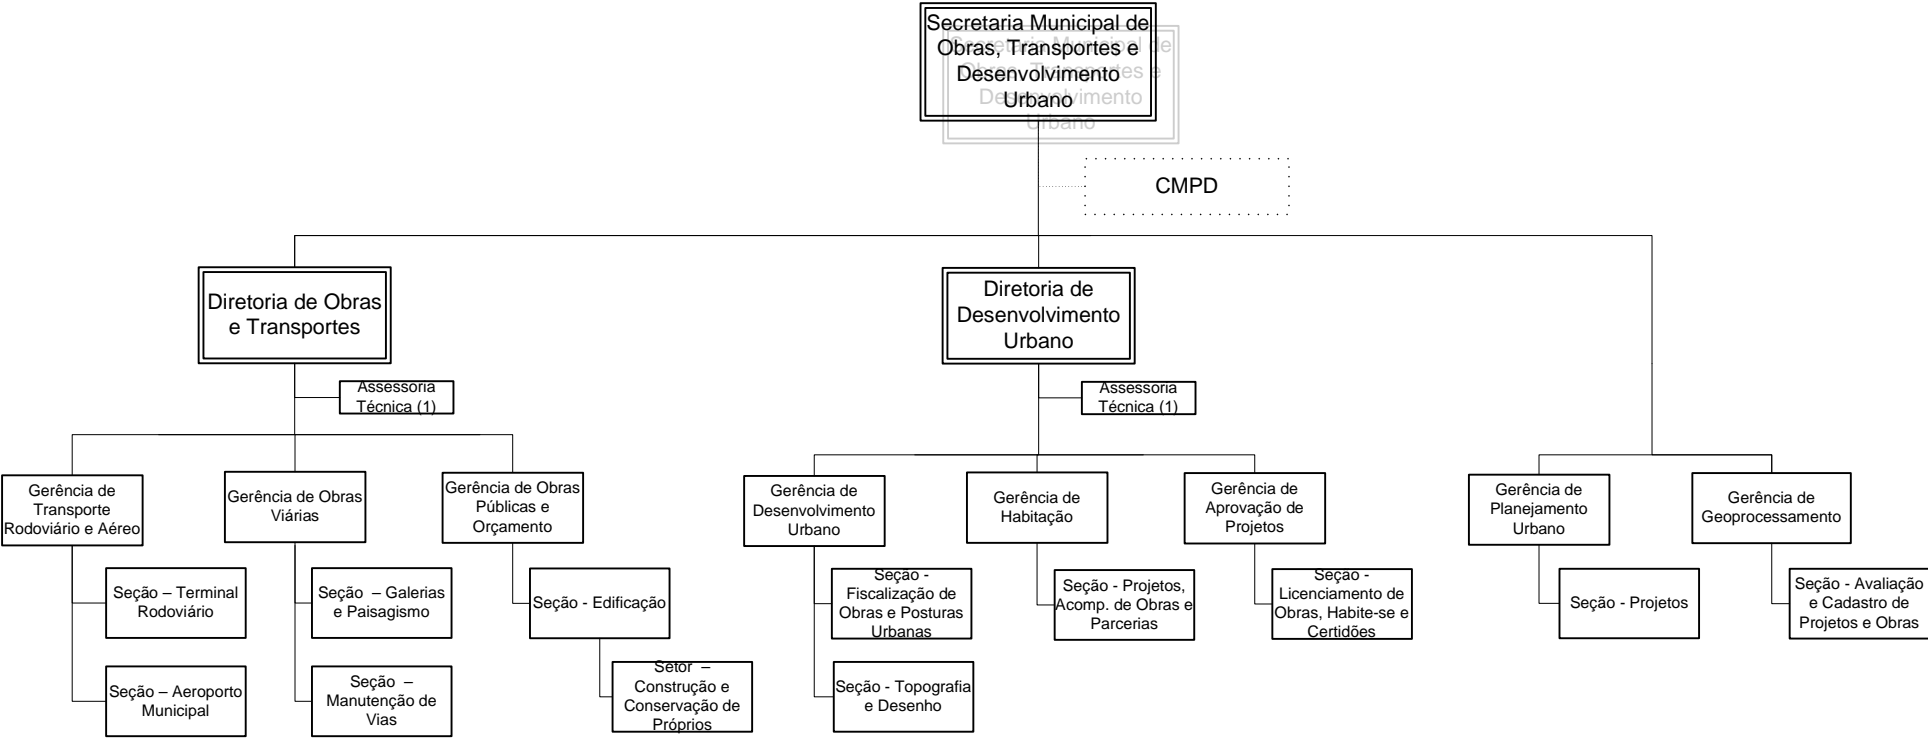 Secretaria Municipal de
Obras, Transportes e
Desenvolvimento
Urbano
CMPD
Diretoria de Obras
e Transportes
Diretoria de
Desenvolvimento
Urbano
Assessoria
Técnica (1)
Assessoria
Técnica (1)
Gerência de
Transporte
Rodoviário e Aéreo
Gerência de Obras
Viárias
Gerência de Obras
Públicas e
Orçamento
Gerência de
Desenvolvimento
Urbano
Gerência de
Habitação
Gerência de
Aprovação de
Projetos
Gerência de
Planejamento
Urbano
Gerência de
Geoprocessamento
Seção – Terminal
Rodoviário
Seção – Galerias
e Paisagismo
Seção - Edificação
Seção -
Fiscalização de
Obras e Posturas
Urbanas
Seção - Projetos,
Acomp. de Obras e
Parcerias
Seção -
Licenciamento de
Obras, Habite-se e
Certidões
Seção - Projetos
Seção - Avaliação
e Cadastro de
Projetos e Obras
Seção – Aeroporto
Municipal
Seção –
Manutenção de
Vias
Setor –
Construção e
Conservação de
Próprios
Seção - Topografia
e Desenho